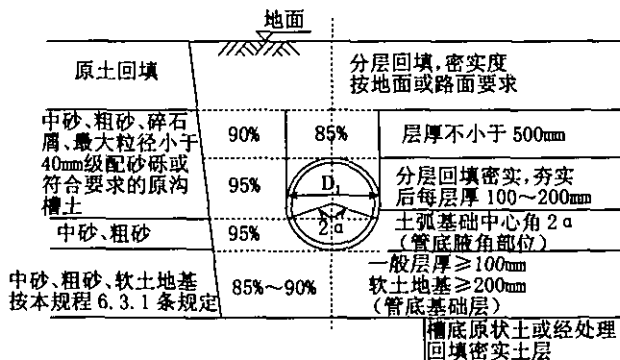 地面
原土回填
分层回填,密实度
按地面或路面要求
中砂、粗砂、碎石
屑、最大粒径小于
40mm级配砂砾或
符合要求的原沟
槽土
90%
85%
层厚不小于500mm
95%
D₁
分层回填密实,夯实
后每层厚100~200mm
中砂、粗砂
95%
2α
土弧基础中心角2α
(管底腋角部位)
中砂、粗砂、软土地基
按本规程6.3.1条规定
85%~90%
一般层厚≥100mm
软土地基≥200mm
(管底基础层)
槽底原状土或经处理
回填密实土层